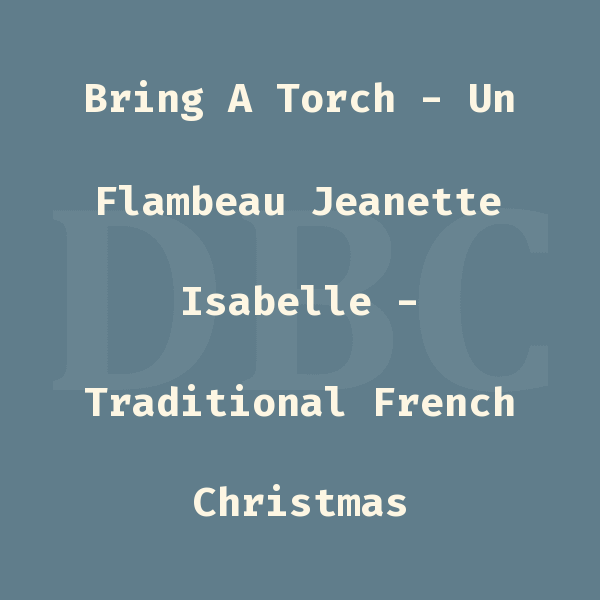 Bring A Torch - Un
Flambeau Jeanette
Isabelle -
Traditional French
Christmas
DBC